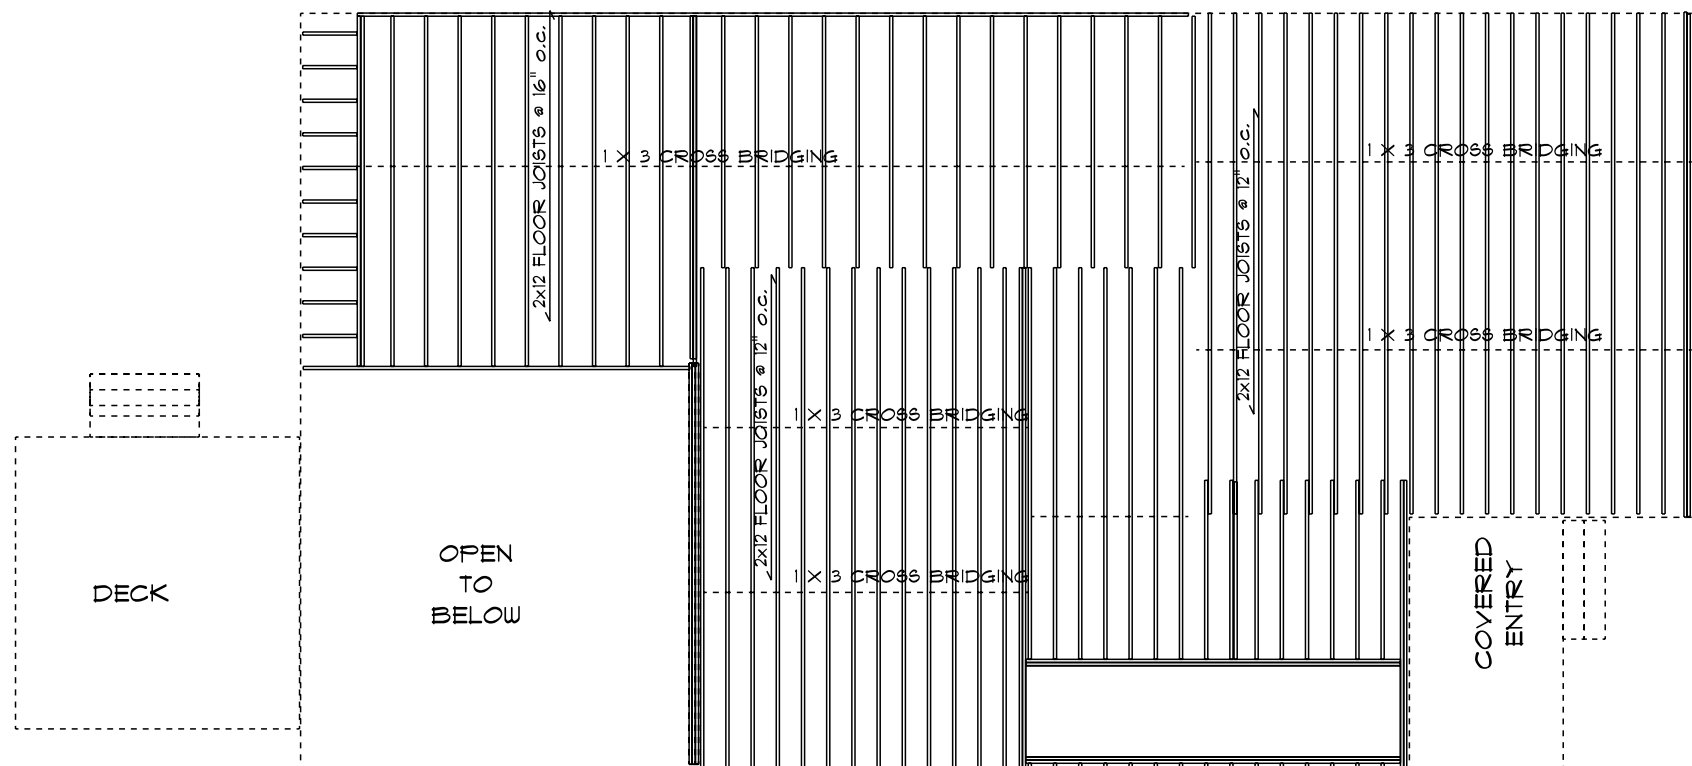 2x12 FLOOR JOISTS @ 16" o.c.
1 X 3 CROSS BRIDGING
1 X 3 CROSS BRIDGING
2x12 FLOOR JOISTS @ 12" o.c.
2x12 FLOOR JOISTS @ 12" o.c.
1 X 3 CROSS BRIDGING
1 X 3 CROSS BRIDGING
1 X 3 CROSS BRIDGING
DECK
OPEN
TO
BELOW
COVERED
ENTRY